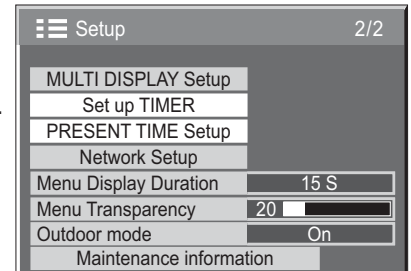 Setup 2/2
MULTI DISPLAY Setup
Set up TIMER
PRESENT TIME Setup
Network Setup
Menu Display Duration 15 S
Menu Transparency 20
Outdoor mode On
Maintenance information